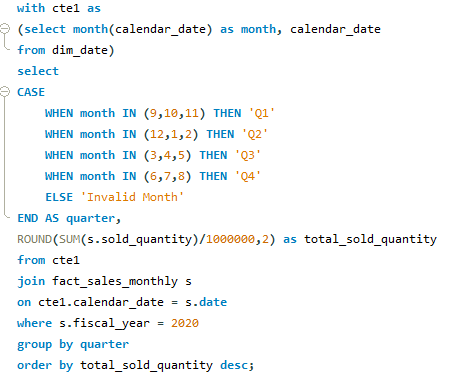 with cte1 as
(select month(calendar_date) as month, calendar_date
from dim_date)
select
CASE
WHEN month IN (9,10,11) THEN 'Q1'
WHEN month IN (12,1,2) THEN 'Q2'
WHEN month IN (3,4,5) THEN 'Q3'
WHEN month IN (6,7,8) THEN 'Q4'
ELSE 'Invalid Month'
END AS quarter,
ROUND(SUM(s.sold_quantity)/1000000,2) as total_sold_quantity
from cte1
join fact_sales_monthly s
on cte1.calendar_date = s.date
where s.fiscal_year = 2020
group by quarter
order by total_sold_quantity desc;